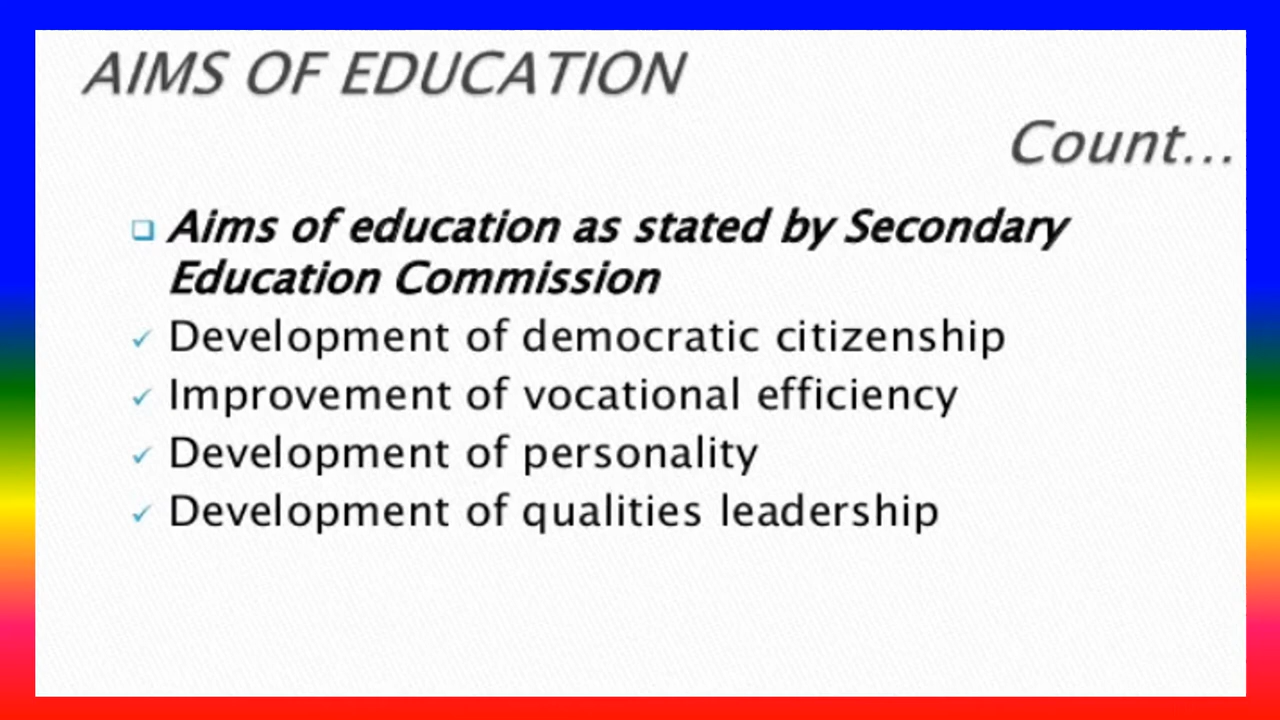 AIMS OF EDUCATION
Count...
Aims of education as stated by Secondary
Education Commission
Development of democratic citizenship
Improvement of vocational efficiency
Development of personality
Development of qualities leadership